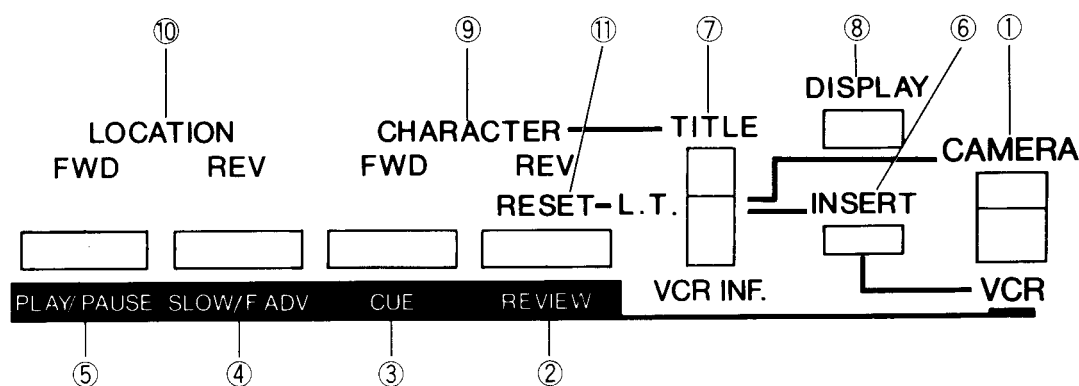 ⑩ ⑨ ⑪ ⑦ ⑧ ⑥ ①
DISPLAY
LOCATION CHARACTER TITLE
CAMERA
FWD REV FWD REV
RESET-L.T. INSERT
VCR INF. VCR
PLAY/PAUSE SLOW/F ADV CUE REVIEW
⑤ ④ ③ ②